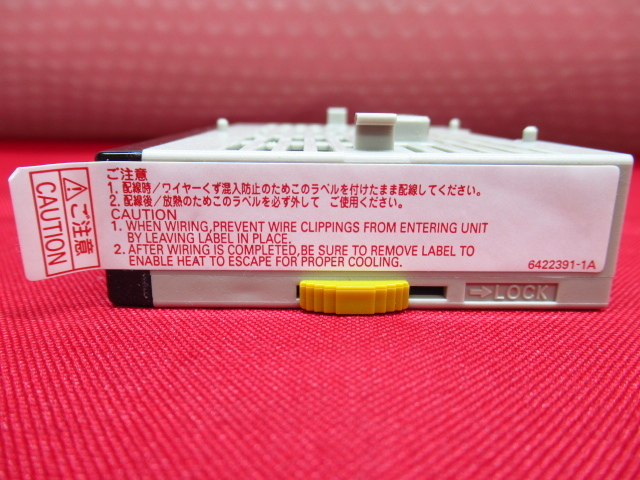 ご注意
CAUTION
ご注意
1. 配線時/ワイヤーくず混入防止のためこのラベルを付けたまま配線してください。
2. 配線後/放熱のためこのラベルを必ず外して ご使用ください。
CAUTION
1. WHEN WIRING,PREVENT WIRE CLIPPINGS FROM ENTERING UNIT
BY LEAVING LABEL IN PLACE.
2. AFTER WIRING IS COMPLETED,BE SURE TO REMOVE LABEL TO
ENABLE HEAT TO ESCAPE FOR PROPER COOLING.
6422391-1A
→LOCK